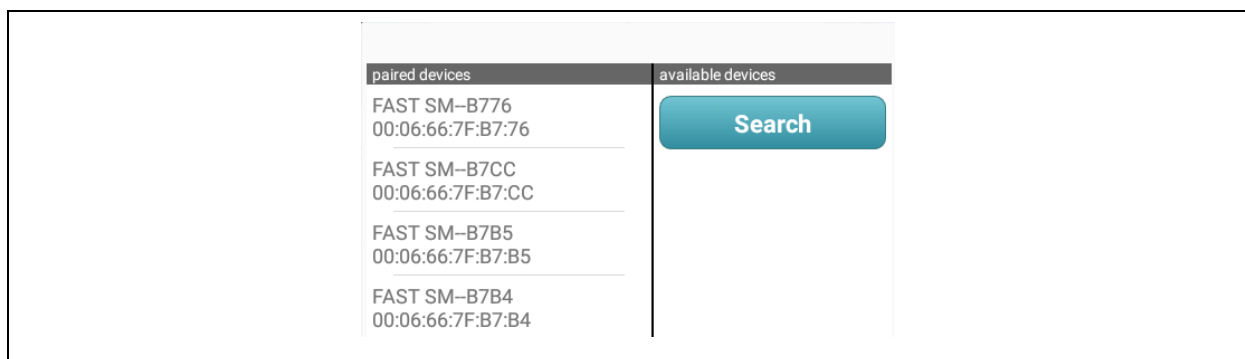 paired devices
FAST SM--B776
00:06:66:7F:B7:76
FAST SM--B7CC
00:06:66:7F:B7:CC
FAST SM--B7B5
00:06:66:7F:B7:B5
FAST SM--B7B4
00:06:66:7F:B7:B4
available devices
Search